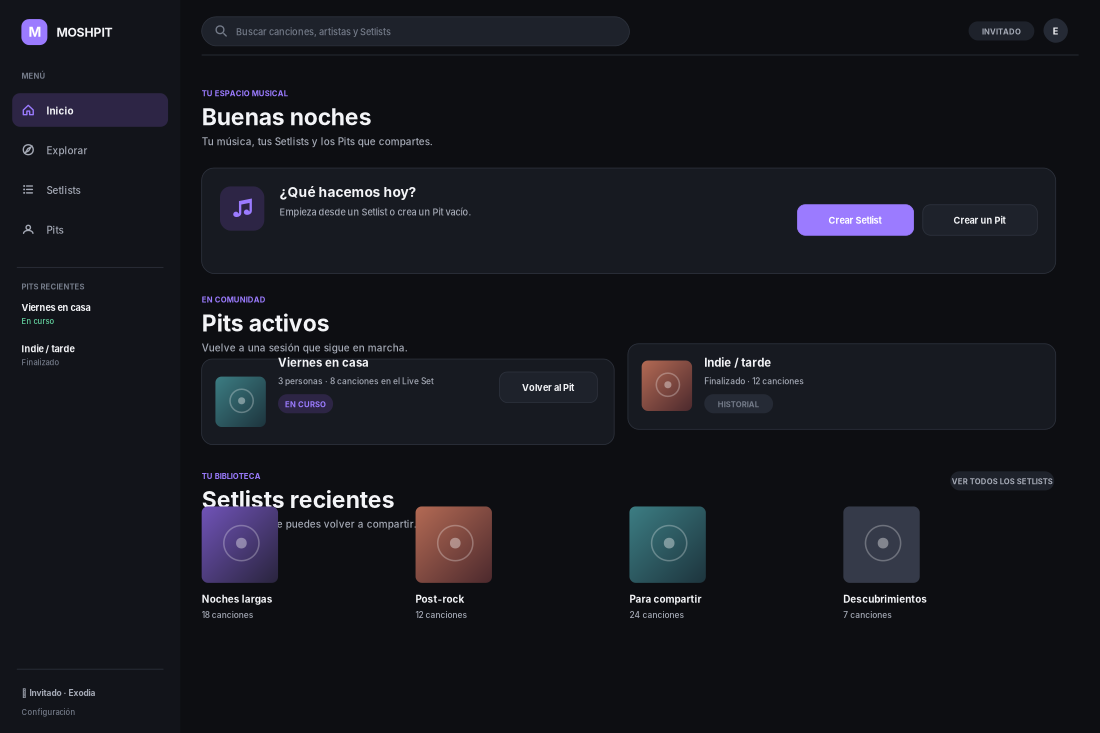 M MOSHPIT
MENÚ
Inicio
Explorar
Setlists
Pits
PITS RECIENTES
Viernes en casa
En curso
Indie / tarde
Finalizado
Invitado · Exodia
Configuración
Buscar canciones, artistas y Setlists
INVITADO
E
TU ESPACIO MUSICAL
Buenas noches
Tu música, tus Setlists y los Pits que compartes.
¿Qué hacemos hoy?
Empieza desde un Setlist o crea un Pit vacío.
Crear Setlist
Crear un Pit
EN COMUNIDAD
Pits activos
Vuelve a una sesión que sigue en marcha.
Viernes en casa
3 personas · 8 canciones en el Live Set
EN CURSO
Volver al Pit
Indie / tarde
Finalizado · 12 canciones
HISTORIAL
TU BIBLIOTECA
Setlists recientes
puedes volver a compartir.
VER TODOS LOS SETLISTS
Noches largas
18 canciones
Post-rock
12 canciones
Para compartir
24 canciones
Descubrimientos
7 canciones